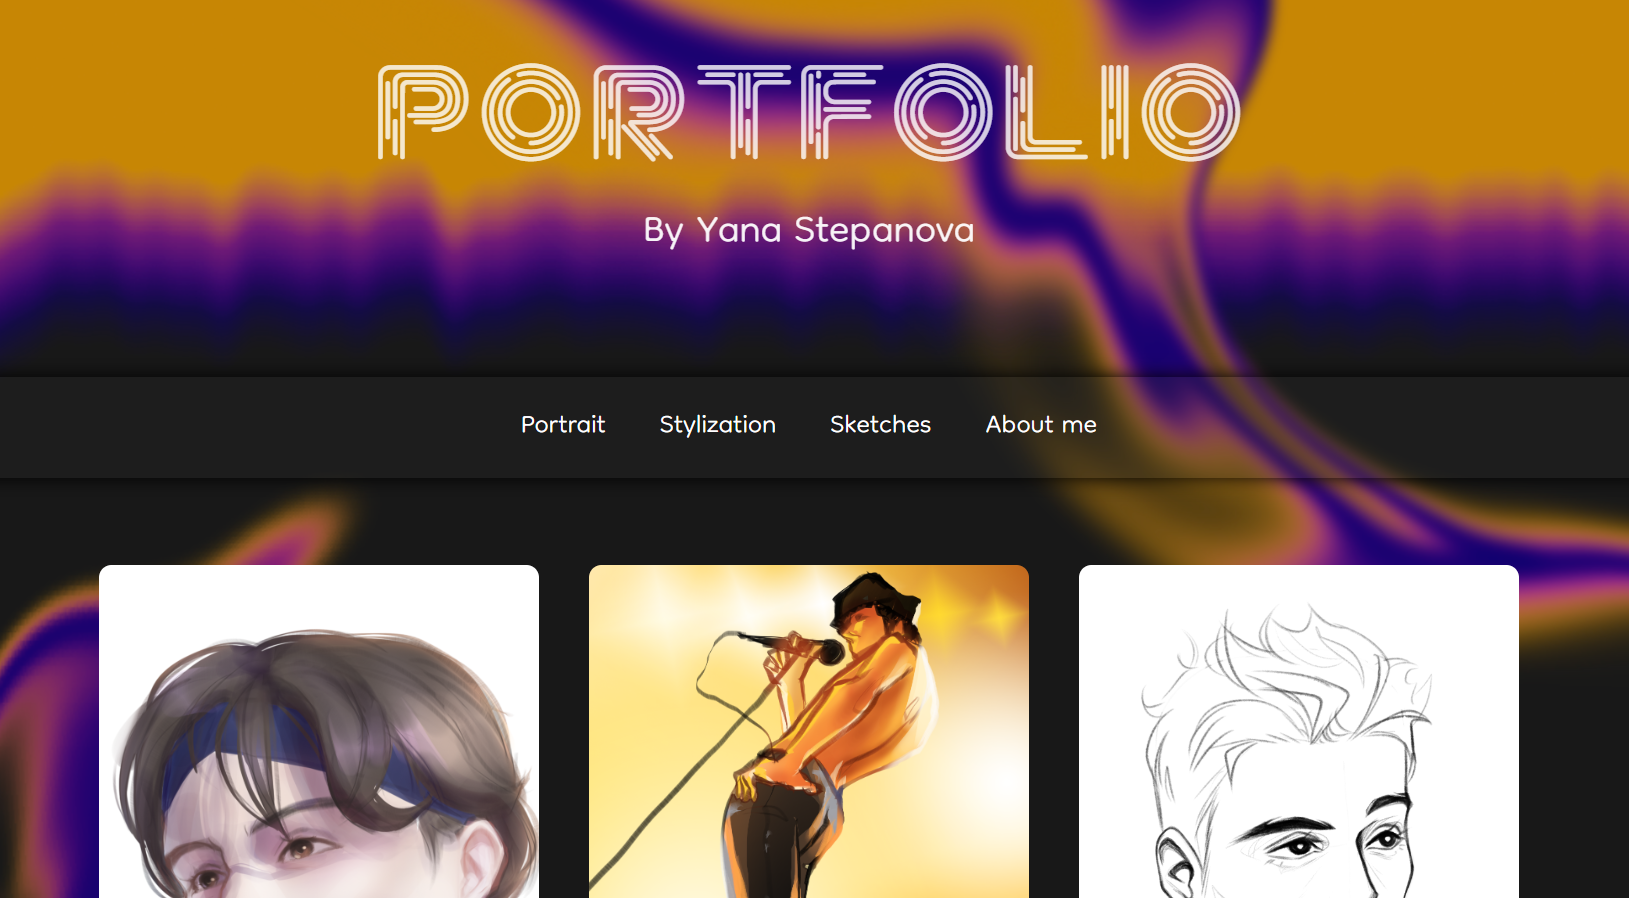 PORTFOLIO
By Yana Stepanova
Portrait Stylization Sketches About me